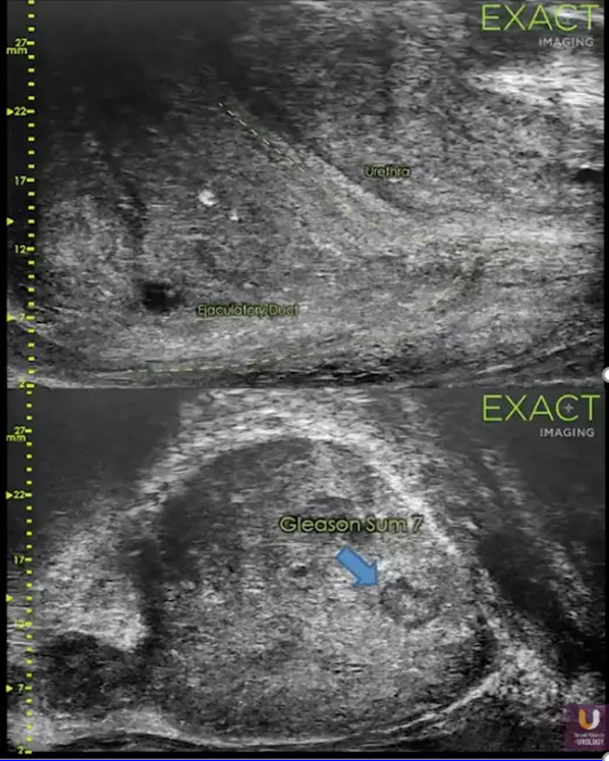 EXACT
IMAGING
27
mm
22
Urethra
17
12
Ejaculatory Duct
7
2
EXACT
IMAGING
27
mm
22
Gleason Sum 7
17
12
7
2
UROLOGY